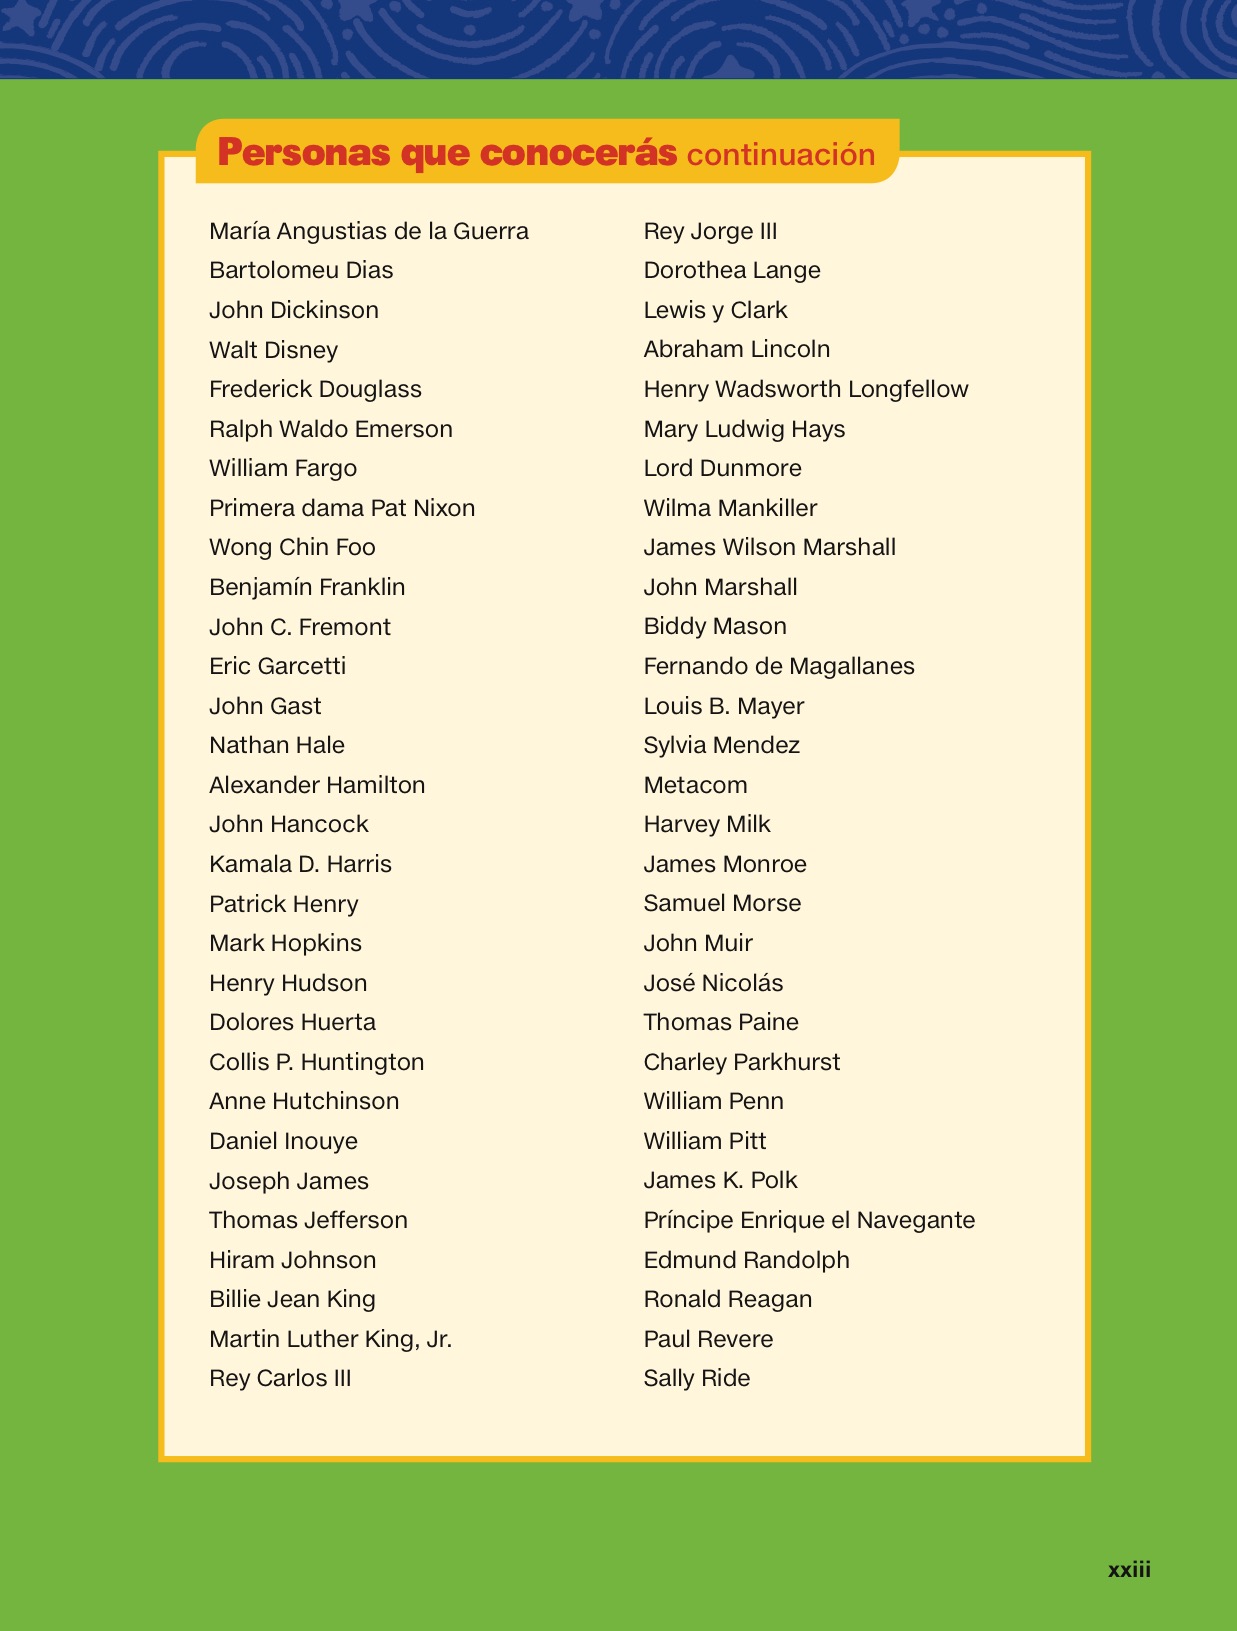 Personas que conocerás continuación
María Angustias de la Guerra
Bartolomeu Dias
John Dickinson
Walt Disney
Frederick Douglass
Ralph Waldo Emerson
William Fargo
Primera dama Pat Nixon
Wong Chin Foo
Benjamín Franklin
John C. Fremont
Eric Garcetti
John Gast
Nathan Hale
Alexander Hamilton
John Hancock
Kamala D. Harris
Patrick Henry
Mark Hopkins
Henry Hudson
Dolores Huerta
Collis P. Huntington
Anne Hutchinson
Daniel Inouye
Joseph James
Thomas Jefferson
Hiram Johnson
Billie Jean King
Martin Luther King, Jr.
Rey Carlos III
Rey Jorge III
Dorothea Lange
Lewis y Clark
Abraham Lincoln
Henry Wadsworth Longfellow
Mary Ludwig Hays
Lord Dunmore
Wilma Mankiller
James Wilson Marshall
John Marshall
Biddy Mason
Fernando de Magallanes
Louis B. Mayer
Sylvia Mendez
Metacom
Harvey Milk
James Monroe
Samuel Morse
John Muir
José Nicolás
Thomas Paine
Charley Parkhurst
William Penn
William Pitt
James K. Polk
Príncipe Enrique el Navegante
Edmund Randolph
Ronald Reagan
Paul Revere
Sally Ride
xxiii